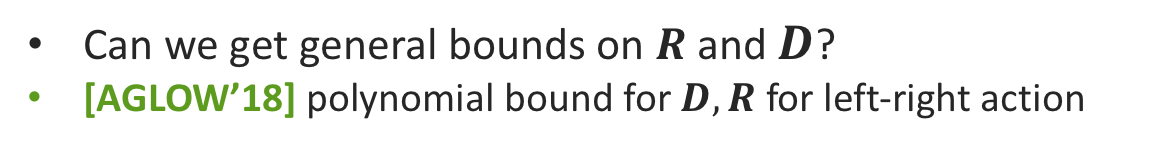 • Can we get general bounds on R and D?
• [AGLOW’18] polynomial bound for D, R for left-right action